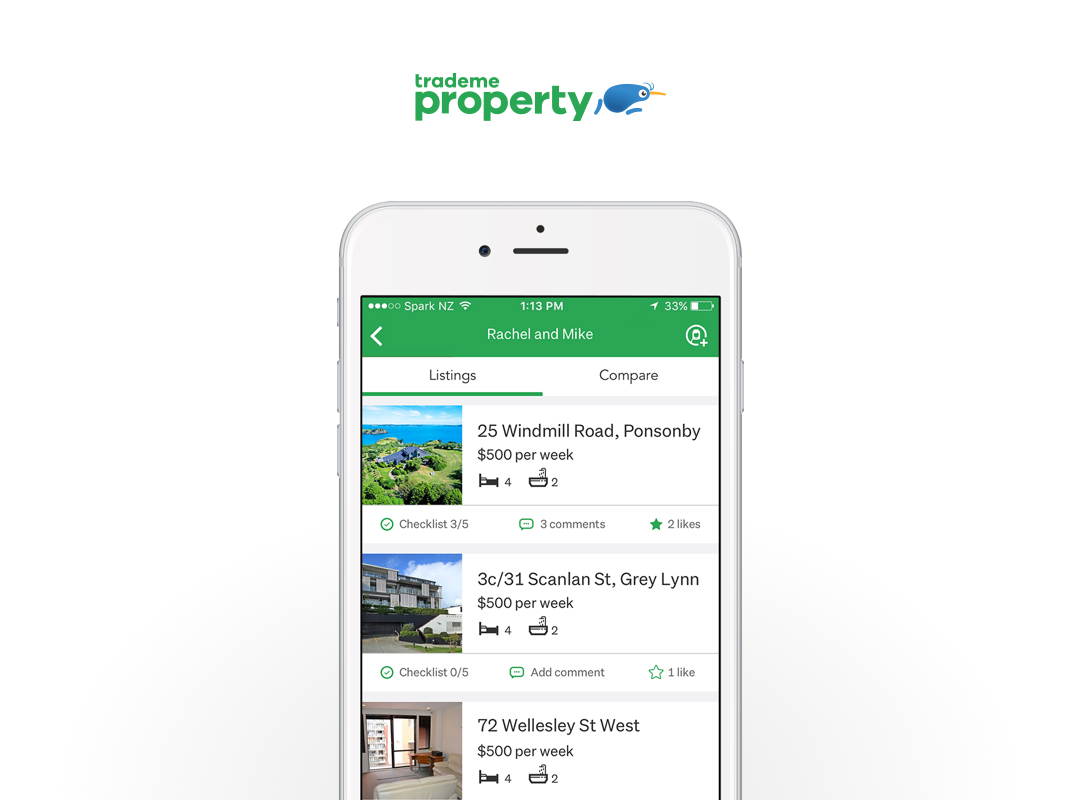 trademe
property
Spark NZ 1:13 PM 33%
Rachel and Mike
Listings Compare
25 Windmill Road, Ponsonby
$500 per week
4 2
Checklist 3/5 3 comments 2 likes
3c/31 Scanlan St, Grey Lynn
$500 per week
4 2
Checklist 0/5 Add comment 1 like
72 Wellesley St West
$500 per week
4 2